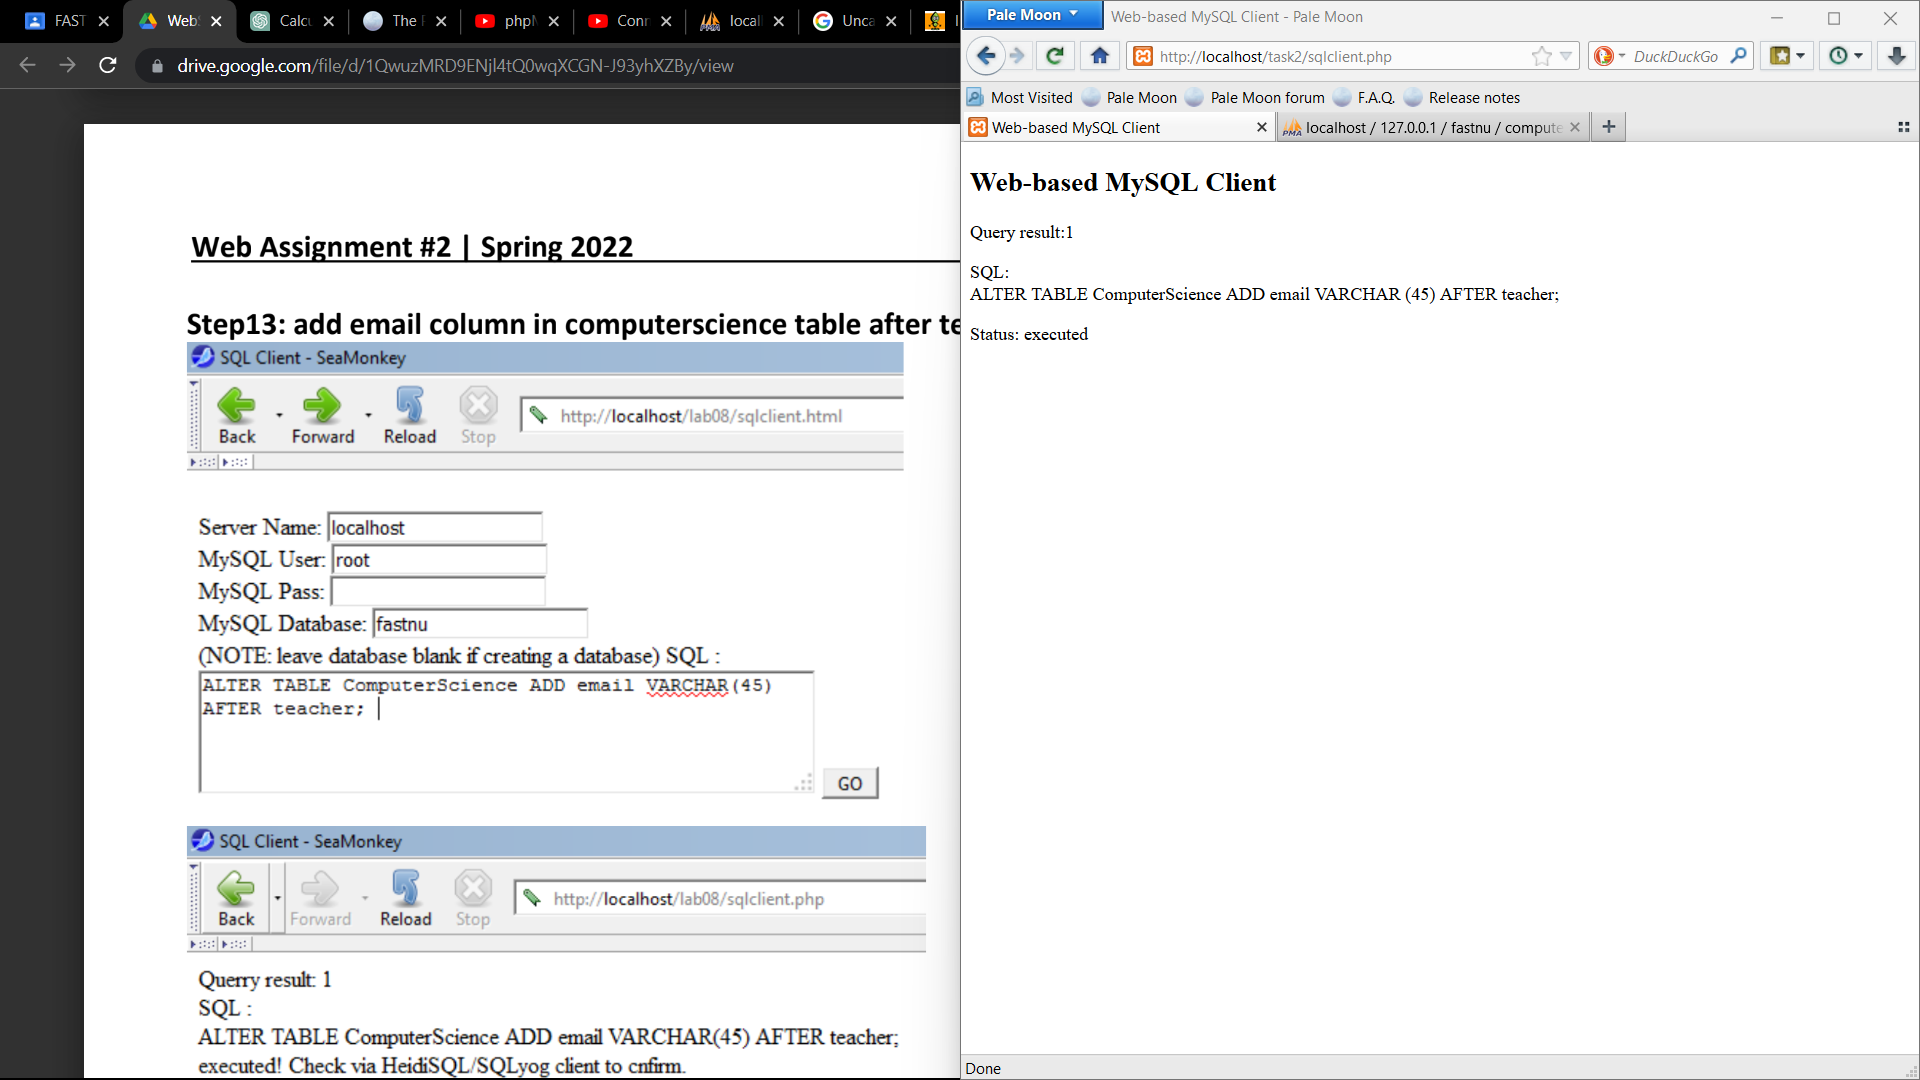 FAST
Web
Calcu
The
php
Conn
locall
Unca
drive.google.com/file/d/1QwuzMRD9ENjl4tQ0wqXCGN-J93yhXZBy/view
Web Assignment #2 | Spring 2022
Step13: add email column in computerscience table after te
SQL Client - SeaMonkey
Back Forward Reload Stop http://localhost/lab08/sqlclient.html
Server Name: localhost
MySQL User: root
MySQL Pass:
MySQL Database: fastnu
(NOTE: leave database blank if creating a database) SQL :
ALTER TABLE ComputerScience ADD email VARCHAR(45)
AFTER teacher;
GO
SQL Client - SeaMonkey
Back Forward Reload Stop http://localhost/lab08/sqlclient.php
Querry result: 1
SQL :
ALTER TABLE ComputerScience ADD email VARCHAR(45) AFTER teacher;
executed! Check via HeidiSQL/SQLyog client to cnfirm.
Pale Moon
Web-based MySQL Client - Pale Moon
http://localhost/task2/sqlclient.php
DuckDuckGo
Most Visited Pale Moon Pale Moon forum F.A.Q. Release notes
Web-based MySQL Client
PMA localhost / 127.0.0.1 / fastnu / compute
Web-based MySQL Client
Query result:1
SQL:
ALTER TABLE ComputerScience ADD email VARCHAR (45) AFTER teacher;
Status: executed
Done